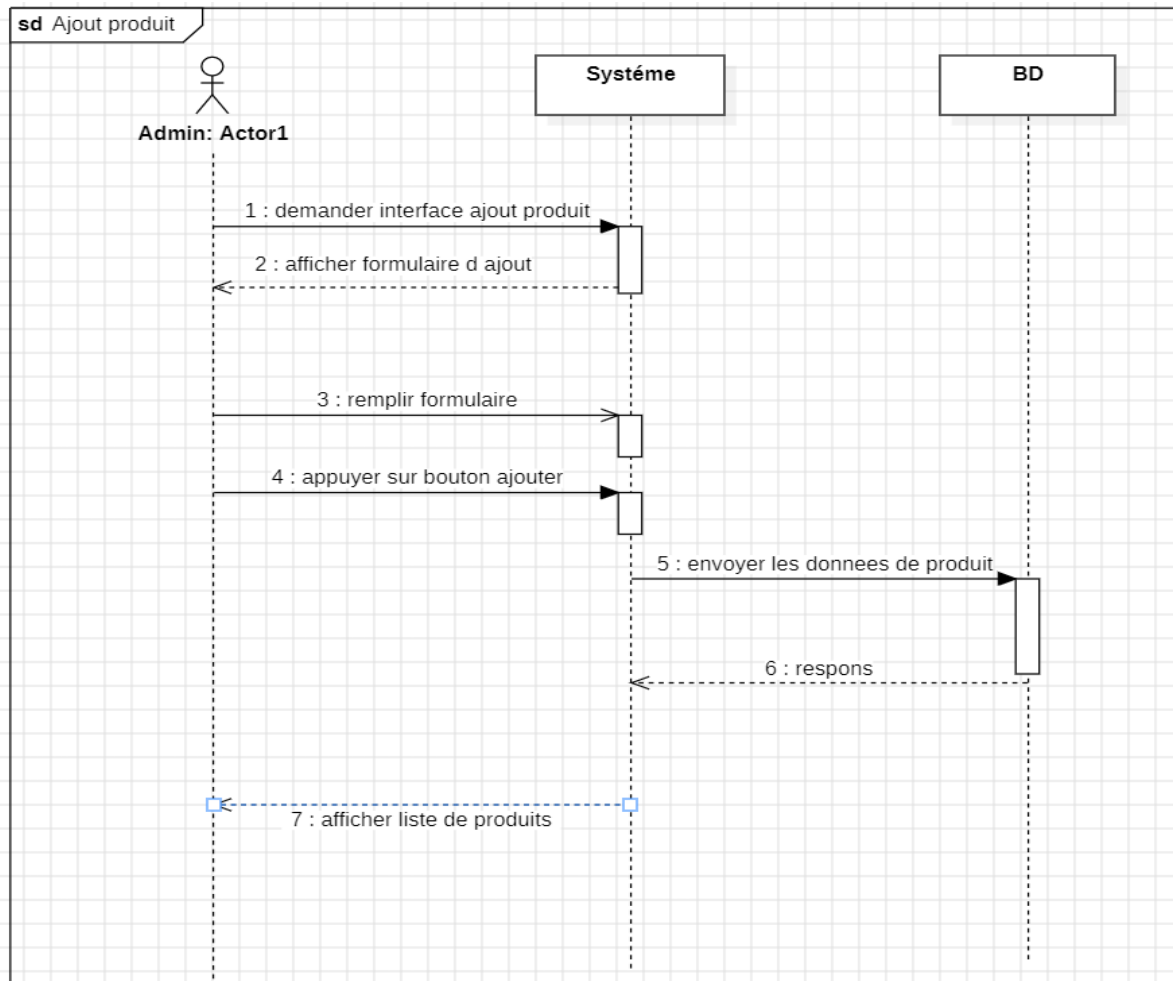 sd Ajout produit
Systéme
BD
Admin: Actor1
1 : demander interface ajout produit
2 : afficher formulaire d ajout
3 : remplir formulaire
4 : appuyer sur bouton ajouter
5 : envoyer les donnees de produit
6 : respons
7 : afficher liste de produits